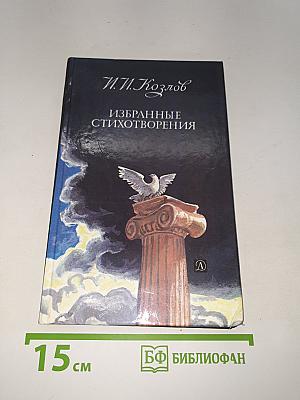 И.И.Козлов
ИЗБРАННЫЕ
СТИХОТВОРЕНИЯ
Л
15 см
БФ БИБЛИОФАН